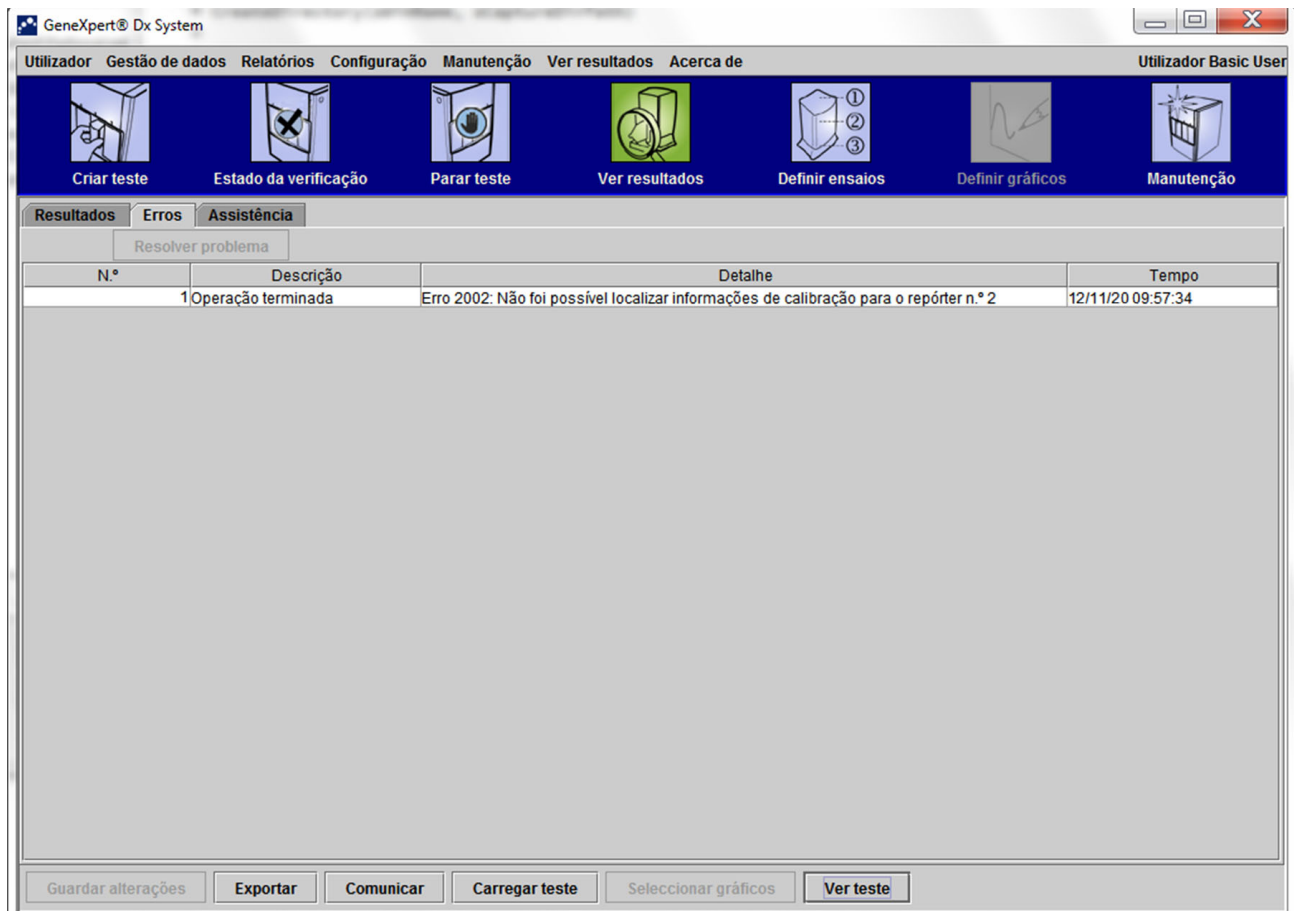 GeneXpert® Dx System
Utilizador Gestão de dados Relatórios Configuração Manutenção Ver resultados Acerca de Utilizador Basic User
① ② ③
Criar teste Estado da verificação Parar teste Ver resultados Definir ensaios Definir gráficos Manutenção
Resultados Erros Assistência
Resolver problema
N.º Descrição Detalhe Tempo
1 Operação terminada Erro 2002: Não foi possível localizar informações de calibração para o repórter n.º 2 12/11/20 09:57:34
Guardar alterações Exportar Comunicar Carregar teste Seleccionar gráficos Ver teste